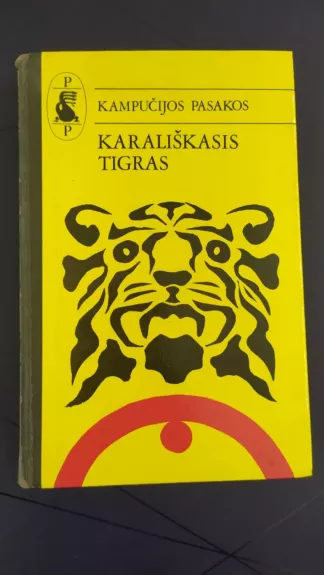 P
P
KAMPUČIJOS PASAKOS
KARALIŠKASIS
TIGRAS